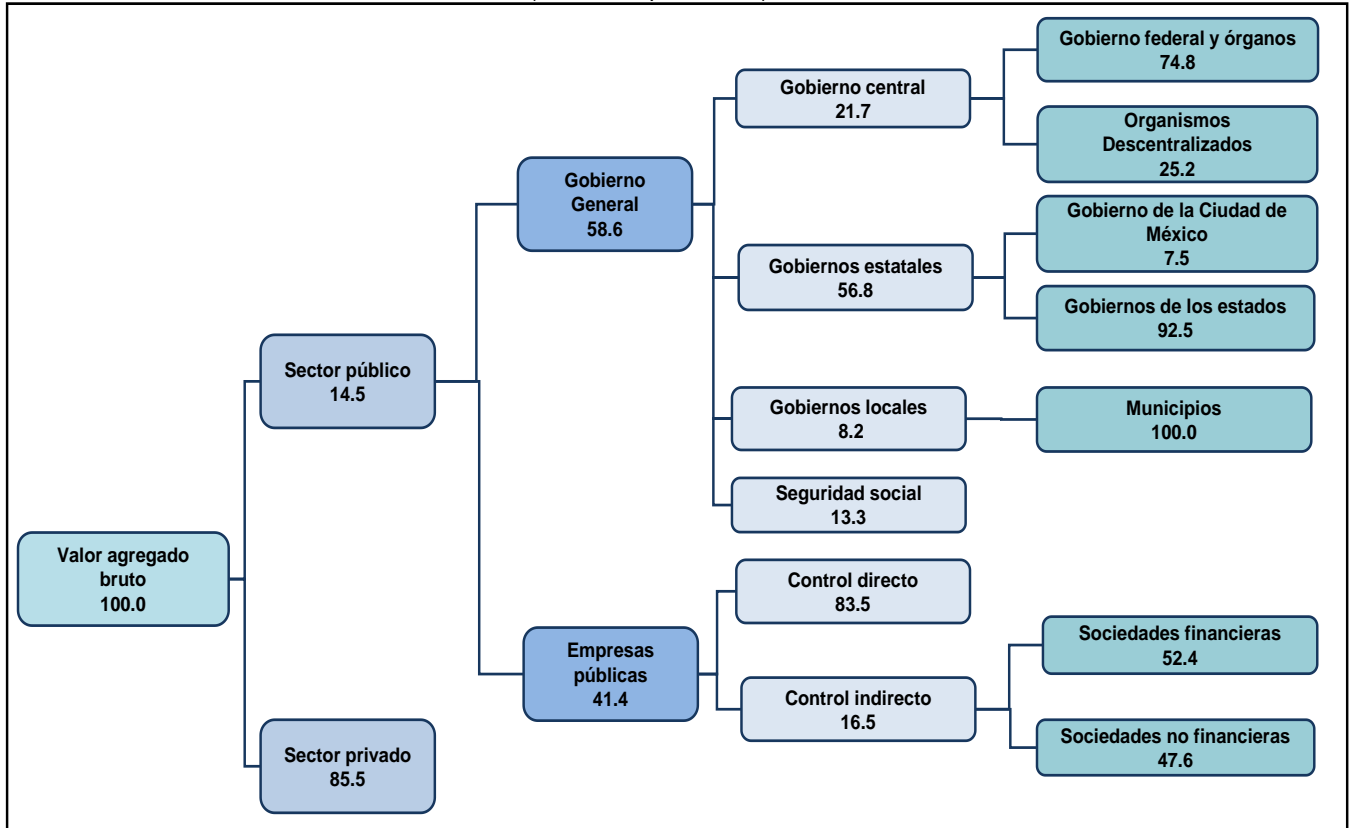 Gobierno federal y órganos
74.8
Gobierno central
21.7
Organismos
Descentralizados
25.2
Gobierno
General
58.6
Gobierno de la Ciudad de
México
7.5
Gobiernos estatales
56.8
Gobiernos de los estados
92.5
Sector público
14.5
Gobiernos locales
8.2
Municipios
100.0
Seguridad social
13.3
Valor agregado
bruto
100.0
Control directo
83.5
Sociedades financieras
52.4
Empresas
públicas
41.4
Control indirecto
16.5
Sociedades no financieras
47.6
Sector privado
85.5